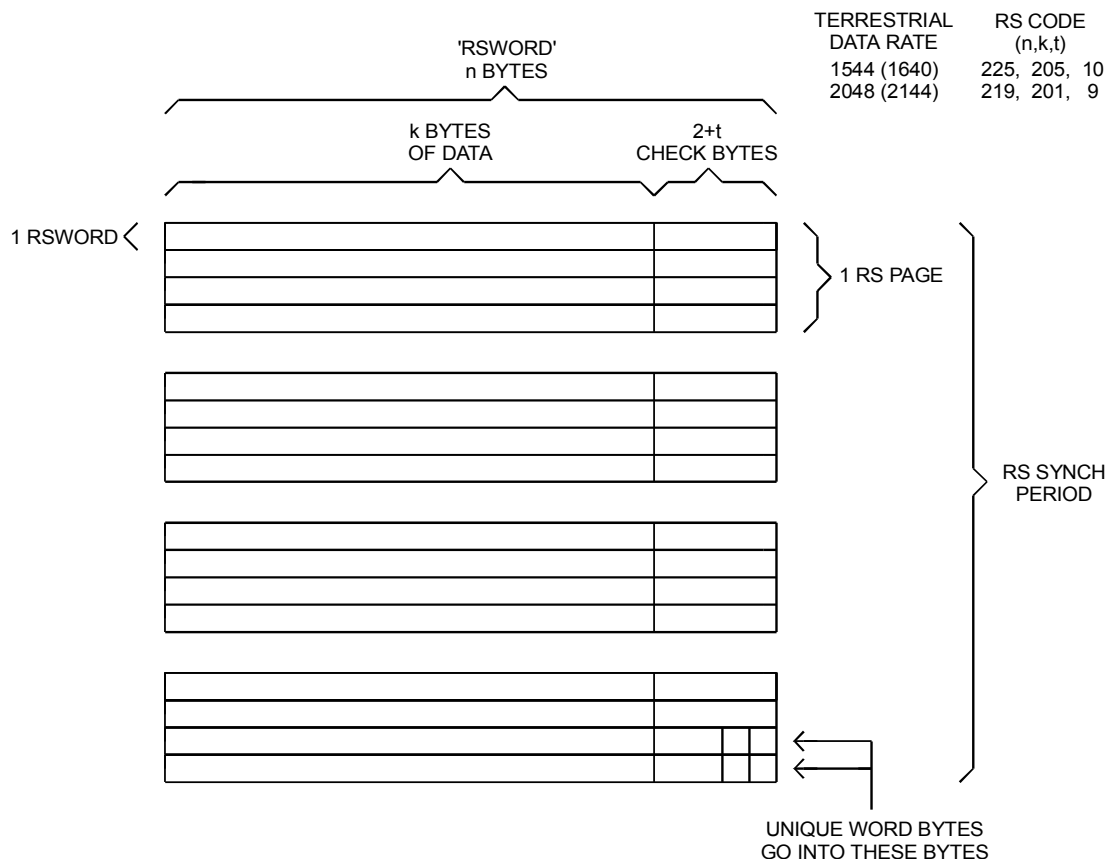 TERRESTRIAL DATA RATE
RS CODE (n,k,t)
1544 (1640) 225, 205, 10
2048 (2144) 219, 201, 9
'RSWORD'
n BYTES
k BYTES
OF DATA
2+t
CHECK BYTES
1 RSWORD
1 RS PAGE
RS SYNCH
PERIOD
UNIQUE WORD BYTES
GO INTO THESE BYTES